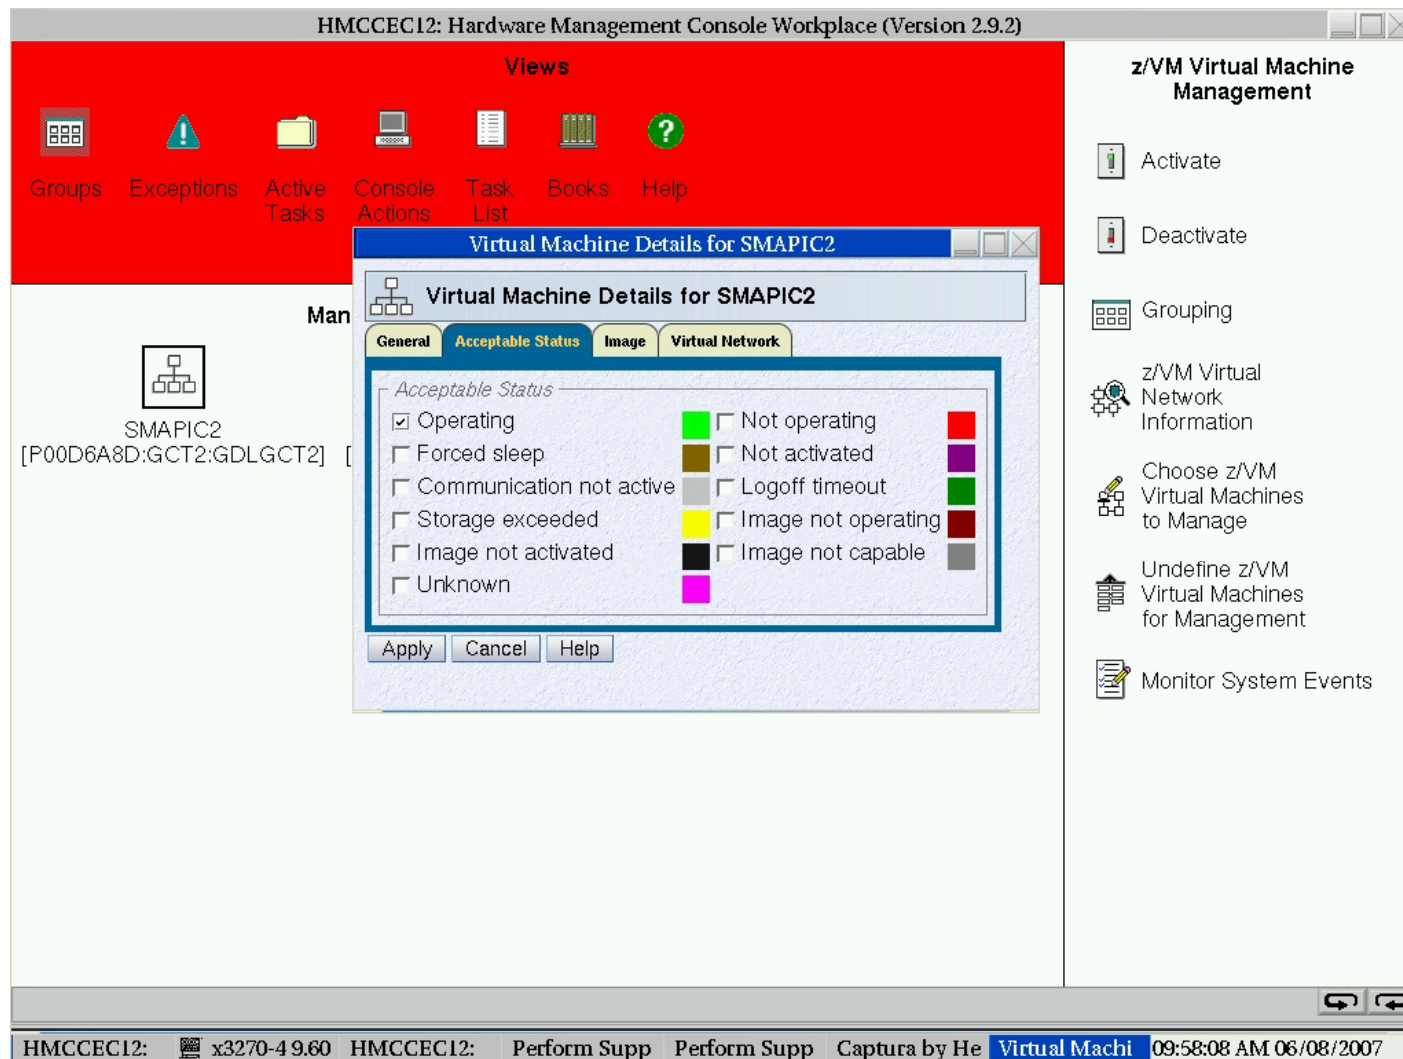 HMCCEC12: Hardware Management Console Workplace (Version 2.9.2)
Views
Groups
Exceptions
Active
Tasks
Console
Actions
Task
List
Books
Help
?
Man
SMAPIC2
[P00D6A8D:GCT2:GDLGCT2] [
Virtual Machine Details for SMAPIC2
Virtual Machine Details for SMAPIC2
General
Acceptable Status
Image
Virtual Network
Acceptable Status
Operating
Not operating
Forced sleep
Not activated
Communication not active
Logoff timeout
Storage exceeded
Image not operating
Image not activated
Image not capable
Unknown
Apply
Cancel
Help
z/VM Virtual Machine
Management
Activate
Deactivate
Grouping
z/VM Virtual
Network
Information
Choose z/VM
Virtual Machines
to Manage
Undefine z/VM
Virtual Machines
for Management
Monitor System Events
HMCCEC12: x3270-4 9.60 HMCCEC12: Perform Supp Perform Supp Captura by He Virtual Machi 09:58:08 AM 06/08/2007